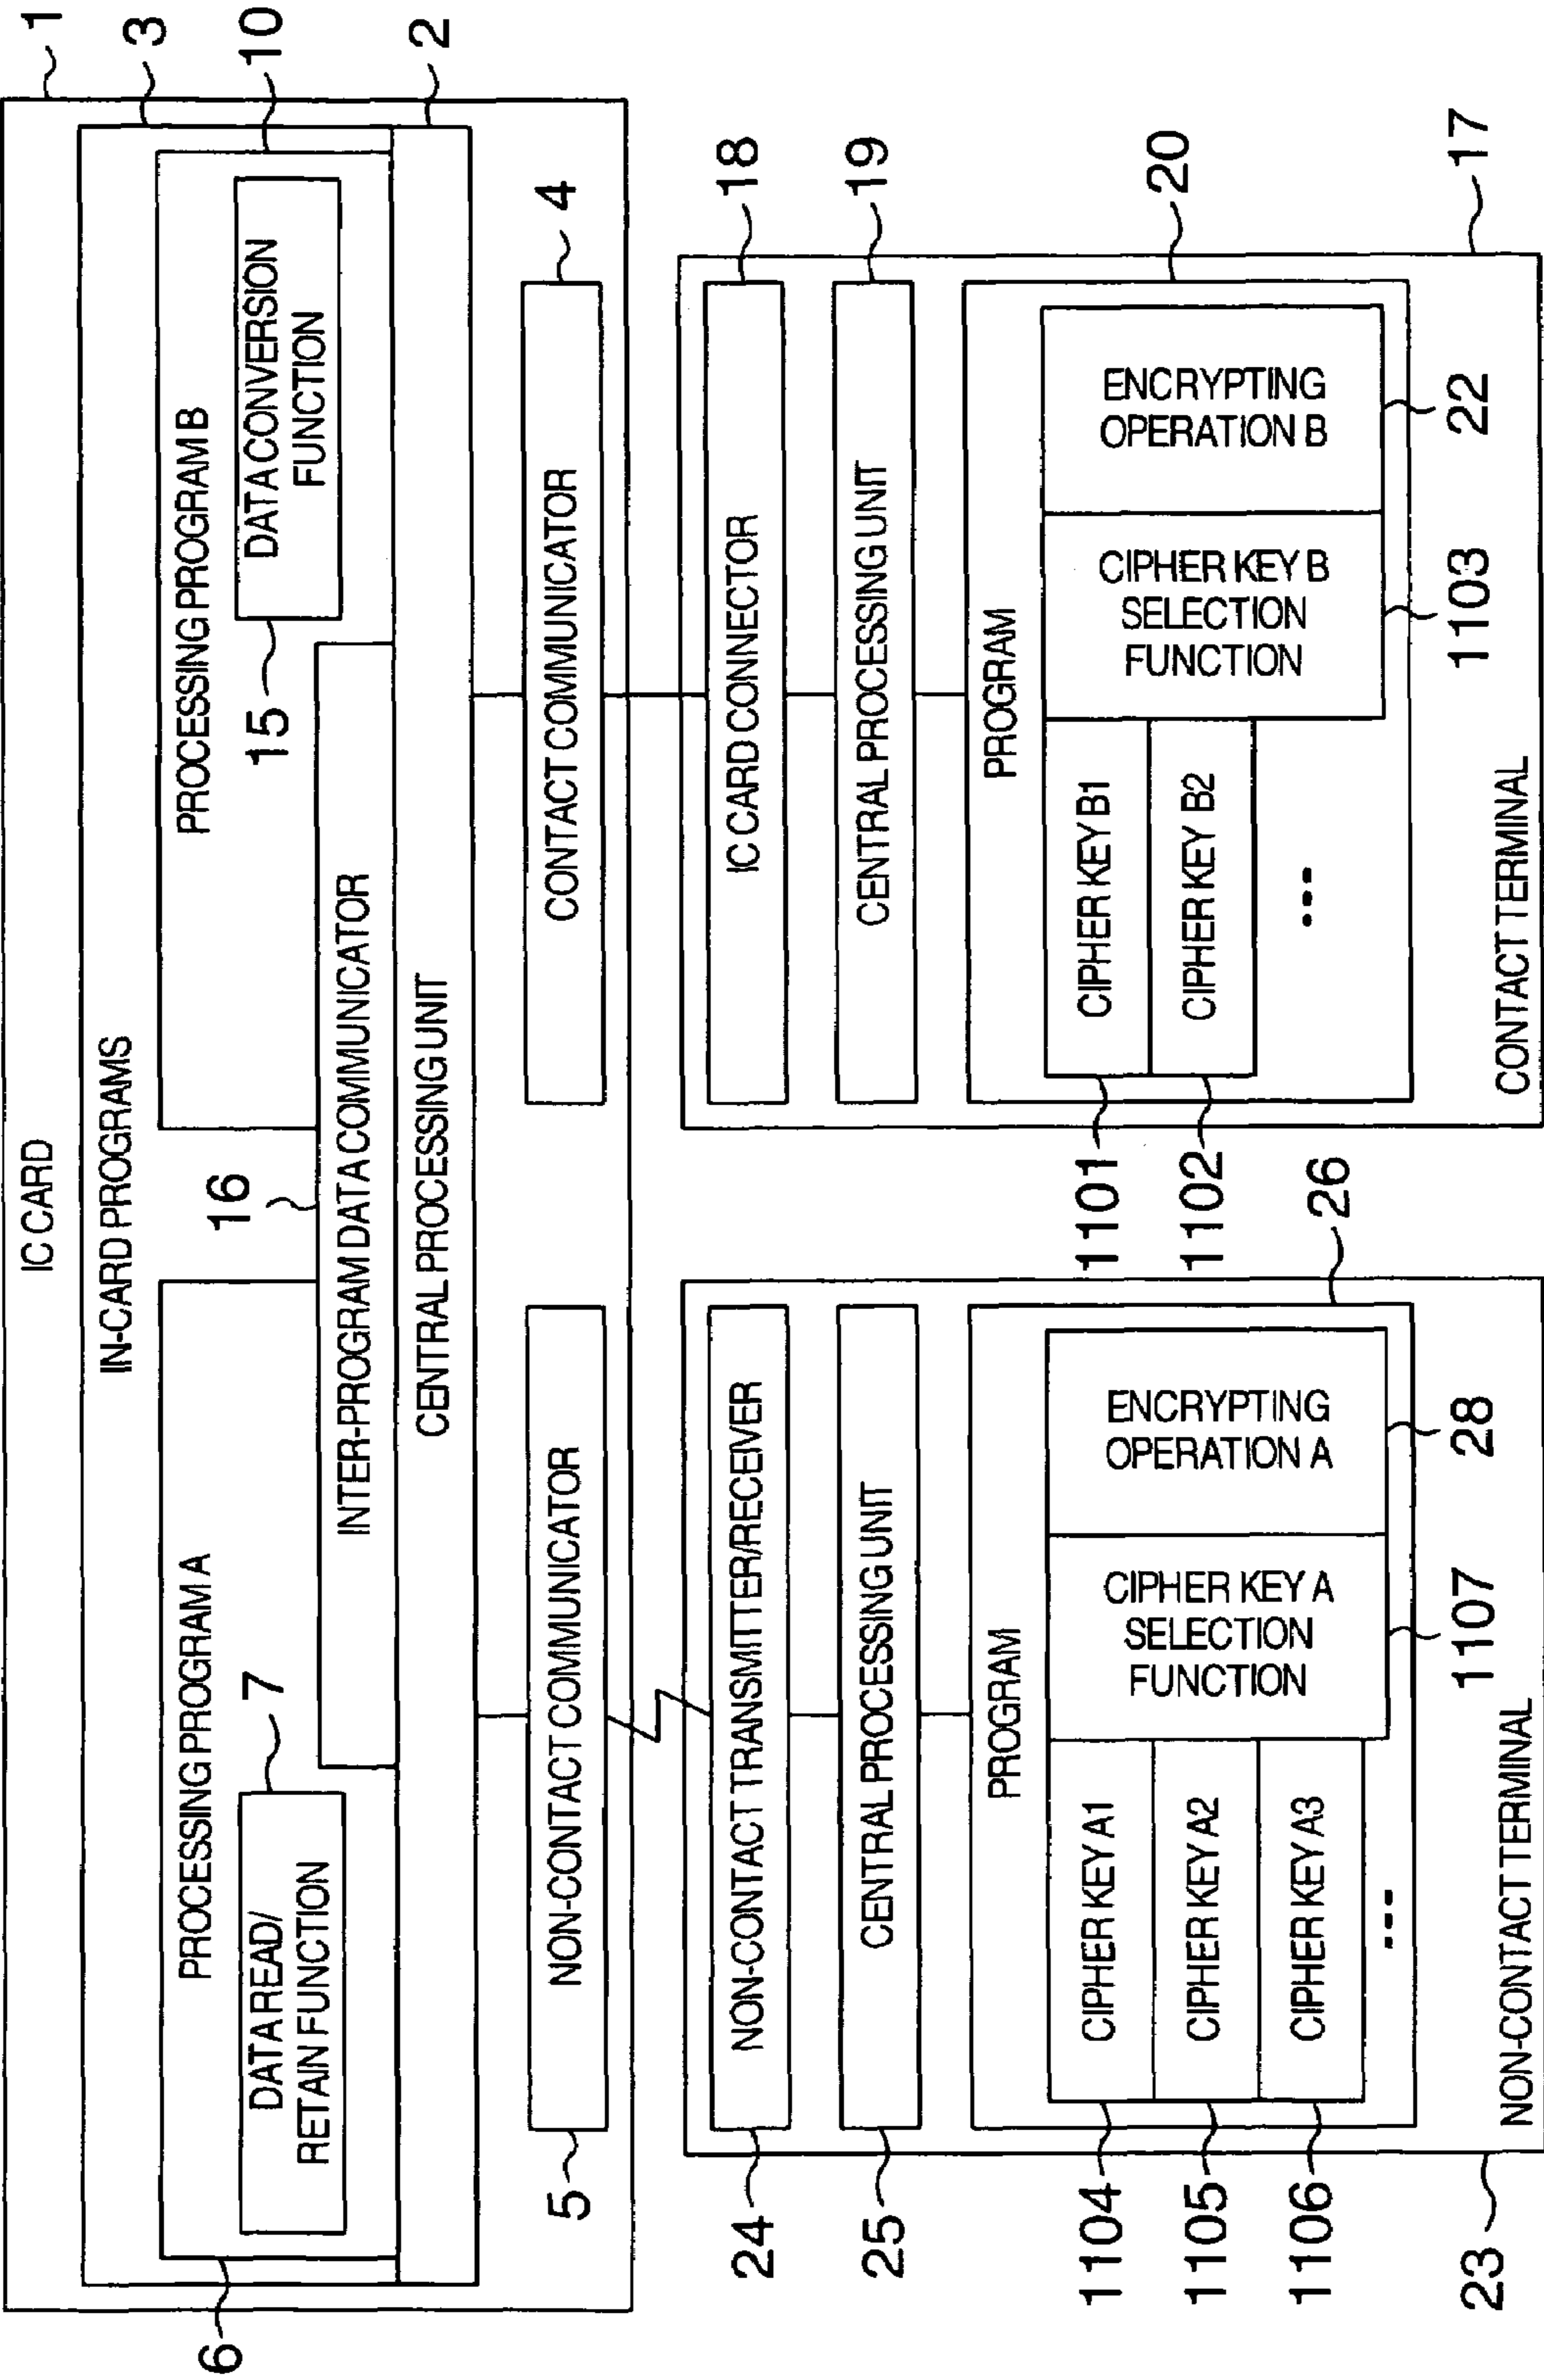 IC CARD
1
IN-CARD PROGRAMS
3
PROCESSING PROGRAM A
6
DATA READ/
RETAIN FUNCTION
7
PROCESSING PROGRAM B
10
DATA CONVERSION
FUNCTION
15
16
INTER-PROGRAM DATA COMMUNICATOR
CENTRAL PROCESSING UNIT
2
NON-CONTACT COMMUNICATOR
5
CONTACT COMMUNICATOR
4
NON-CONTACT TRANSMITTER/RECEIVER
24
CENTRAL PROCESSING UNIT
25
PROGRAM
26
CIPHER KEY A1
1104
CIPHER KEY A2
1105
CIPHER KEY A3
1106
...
CIPHER KEY A
SELECTION
FUNCTION
1107
ENCRYPTING
OPERATION A
28
NON-CONTACT TERMINAL
23
IC CARD CONNECTOR
18
CENTRAL PROCESSING UNIT
19
PROGRAM
20
CIPHER KEY B1
1101
CIPHER KEY B2
1102
...
CIPHER KEY B
SELECTION
FUNCTION
1103
ENCRYPTING
OPERATION B
22
CONTACT TERMINAL
17